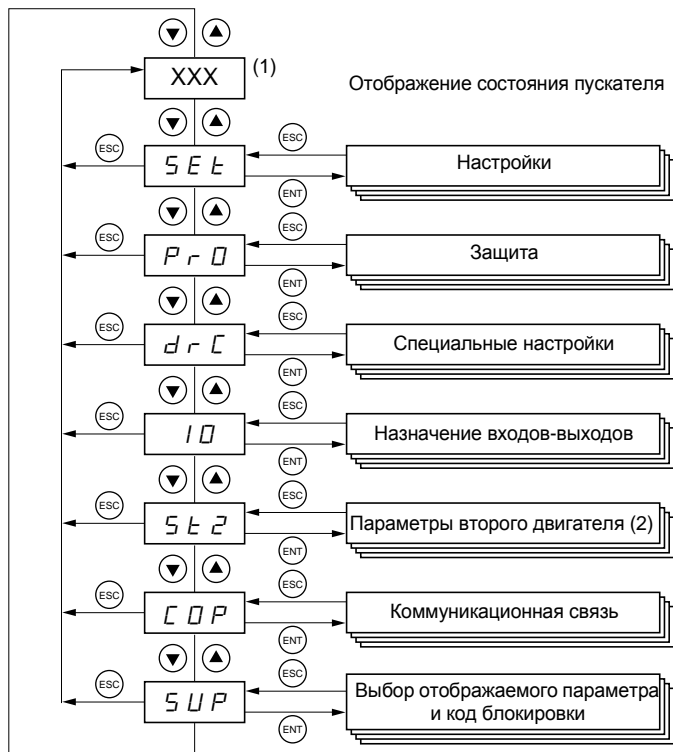 XXX (1)
Отображение состояния пускателя
ESC ESC
SEt Настройки
ENT
ESC ESC
PrO Защита
ENT
ESC ESC
drC Специальные настройки
ENT
ESC ESC
IO Назначение входов-выходов
ENT
ESC ESC
St2 Параметры второго двигателя (2)
ENT
ESC ESC
COP Коммуникационная связь
ENT
ESC ESC
SUP Выбор отображаемого параметра
и код блокировки
ENT